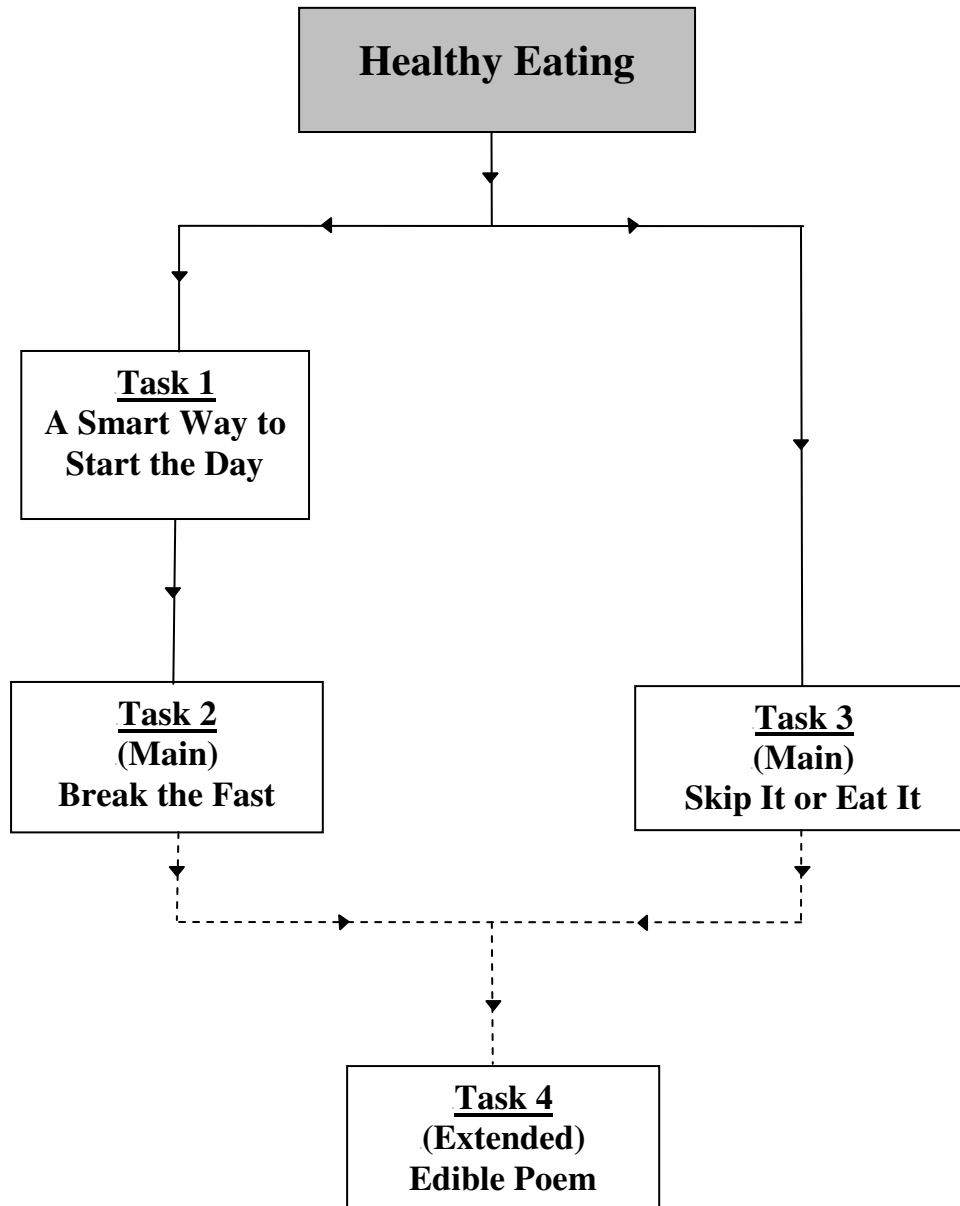 Healthy Eating
Task 1
A Smart Way to
Start the Day
Task 2
(Main)
Break the Fast
Task 3
(Main)
Skip It or Eat It
Task 4
(Extended)
Edible Poem